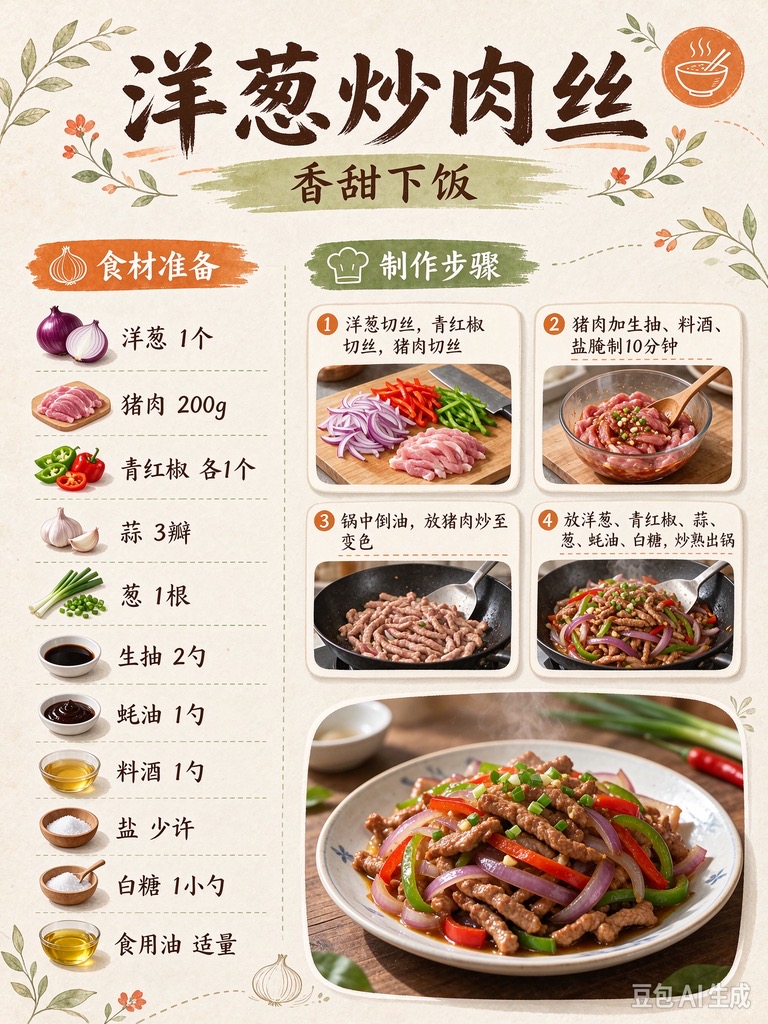 洋葱炒肉丝
香甜下饭
食材准备
洋葱 1个
猪肉 200g
青红椒 各1个
蒜 3瓣
葱 1根
生抽 2勺
蚝油 1勺
料酒 1勺
盐 少许
白糖 1小勺
食用油 适量
制作步骤
1 洋葱切丝，青红椒
切丝，猪肉切丝
2 猪肉加生抽、料酒、
盐腌制10分钟
3 锅中倒油，放猪肉炒至
变色
4 放洋葱、青红椒、蒜、
葱、蚝油、白糖，炒熟出锅
豆包AI生成